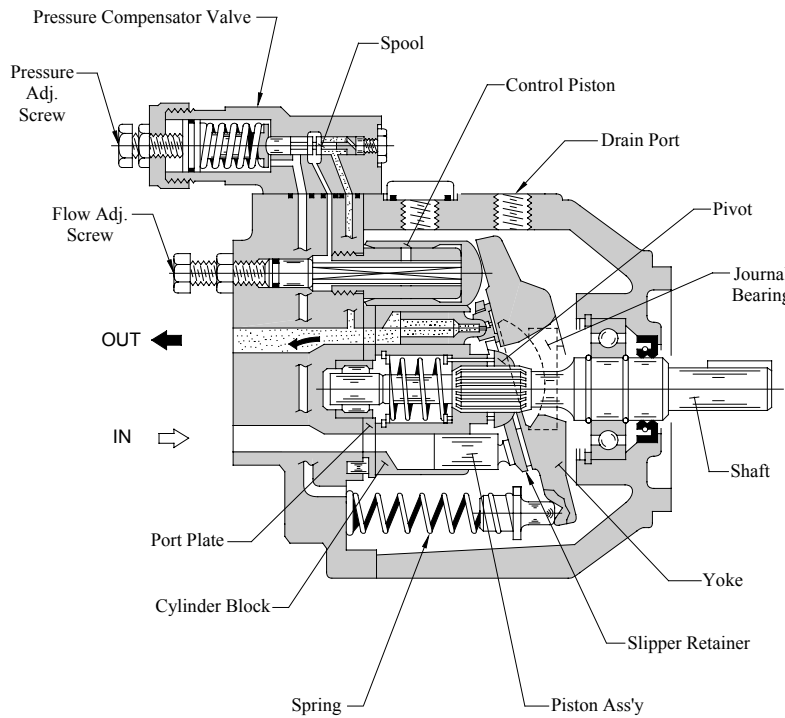 Pressure Compensator Valve
Spool
Pressure
Adj.
Screw
Control Piston
Drain Port
Flow Adj.
Screw
Pivot
Journal
Bearing
OUT
IN
Shaft
Port Plate
Yoke
Cylinder Block
Slipper Retainer
Spring
Piston Ass'y